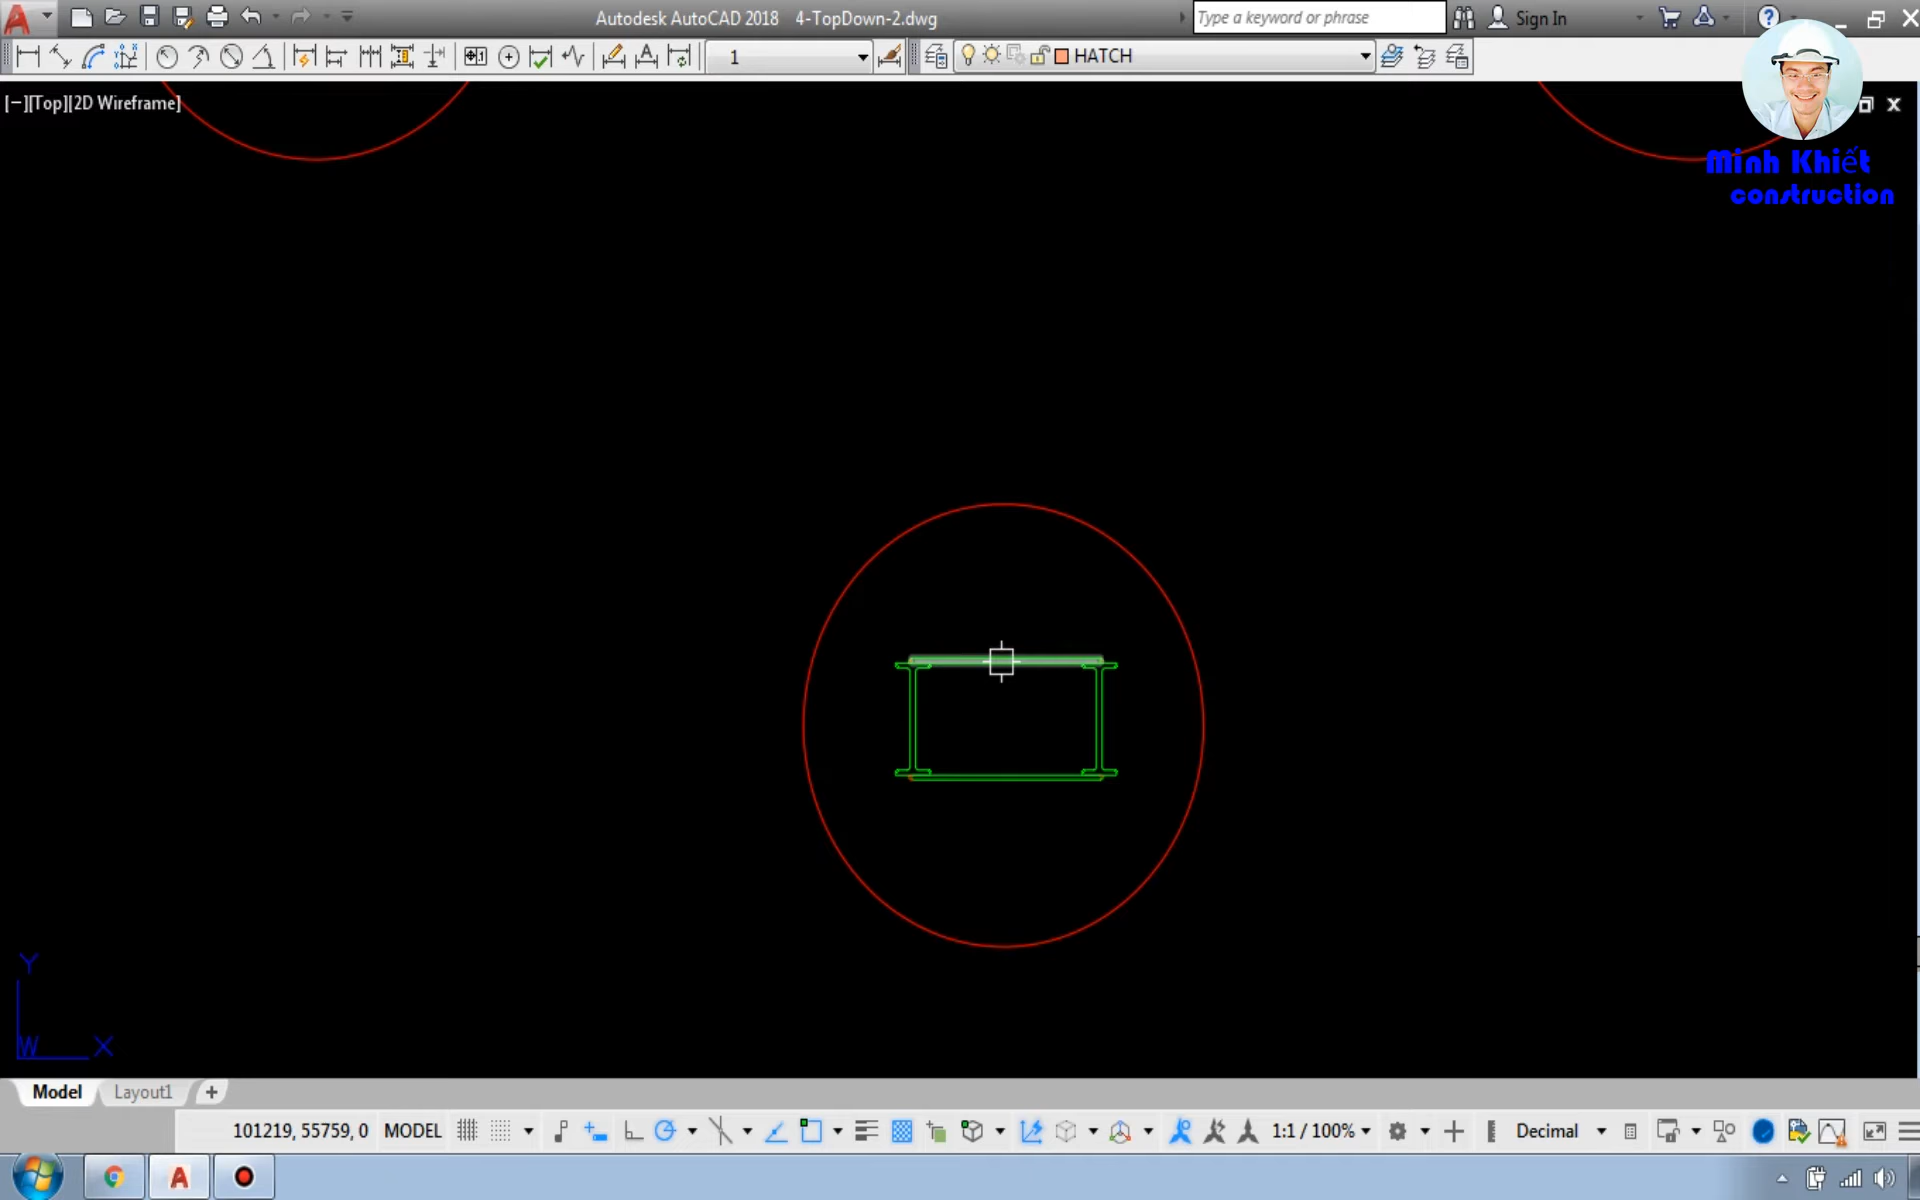 Autodesk AutoCAD 2018 4-TopDown-2.dwg
Type a keyword or phrase
Sign In
1
HATCH
[−][Top][2D Wireframe]
Minh Khiết
construction
Y
W X
Model Layout1 +
101219, 55759, 0 MODEL 1:1 / 100% Decimal